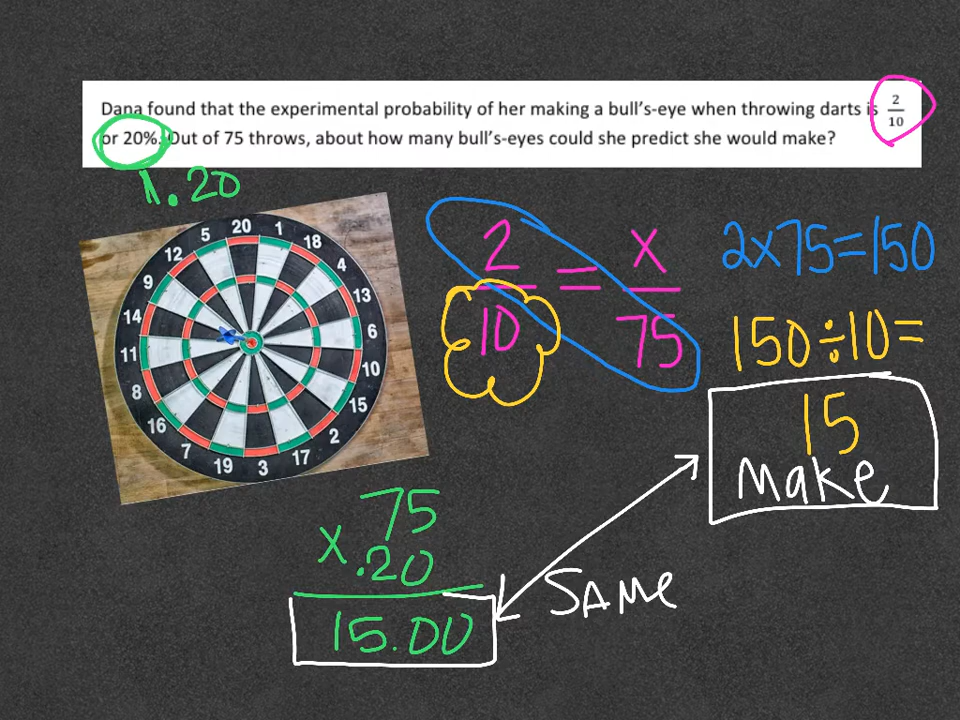 Dana found that the experimental probability of her making a bull's-eye when throwing darts is 2/10
or 20%. Out of 75 throws, about how many bull's-eyes could she predict she would make?
.20
20 1 18 4 13 6 10 15 2 17 3 19 7 16 8 11 14 9 12 5
2/10 = x/75
2x75=150
150÷10=
15
Make
75
x .20
15.00
SAME